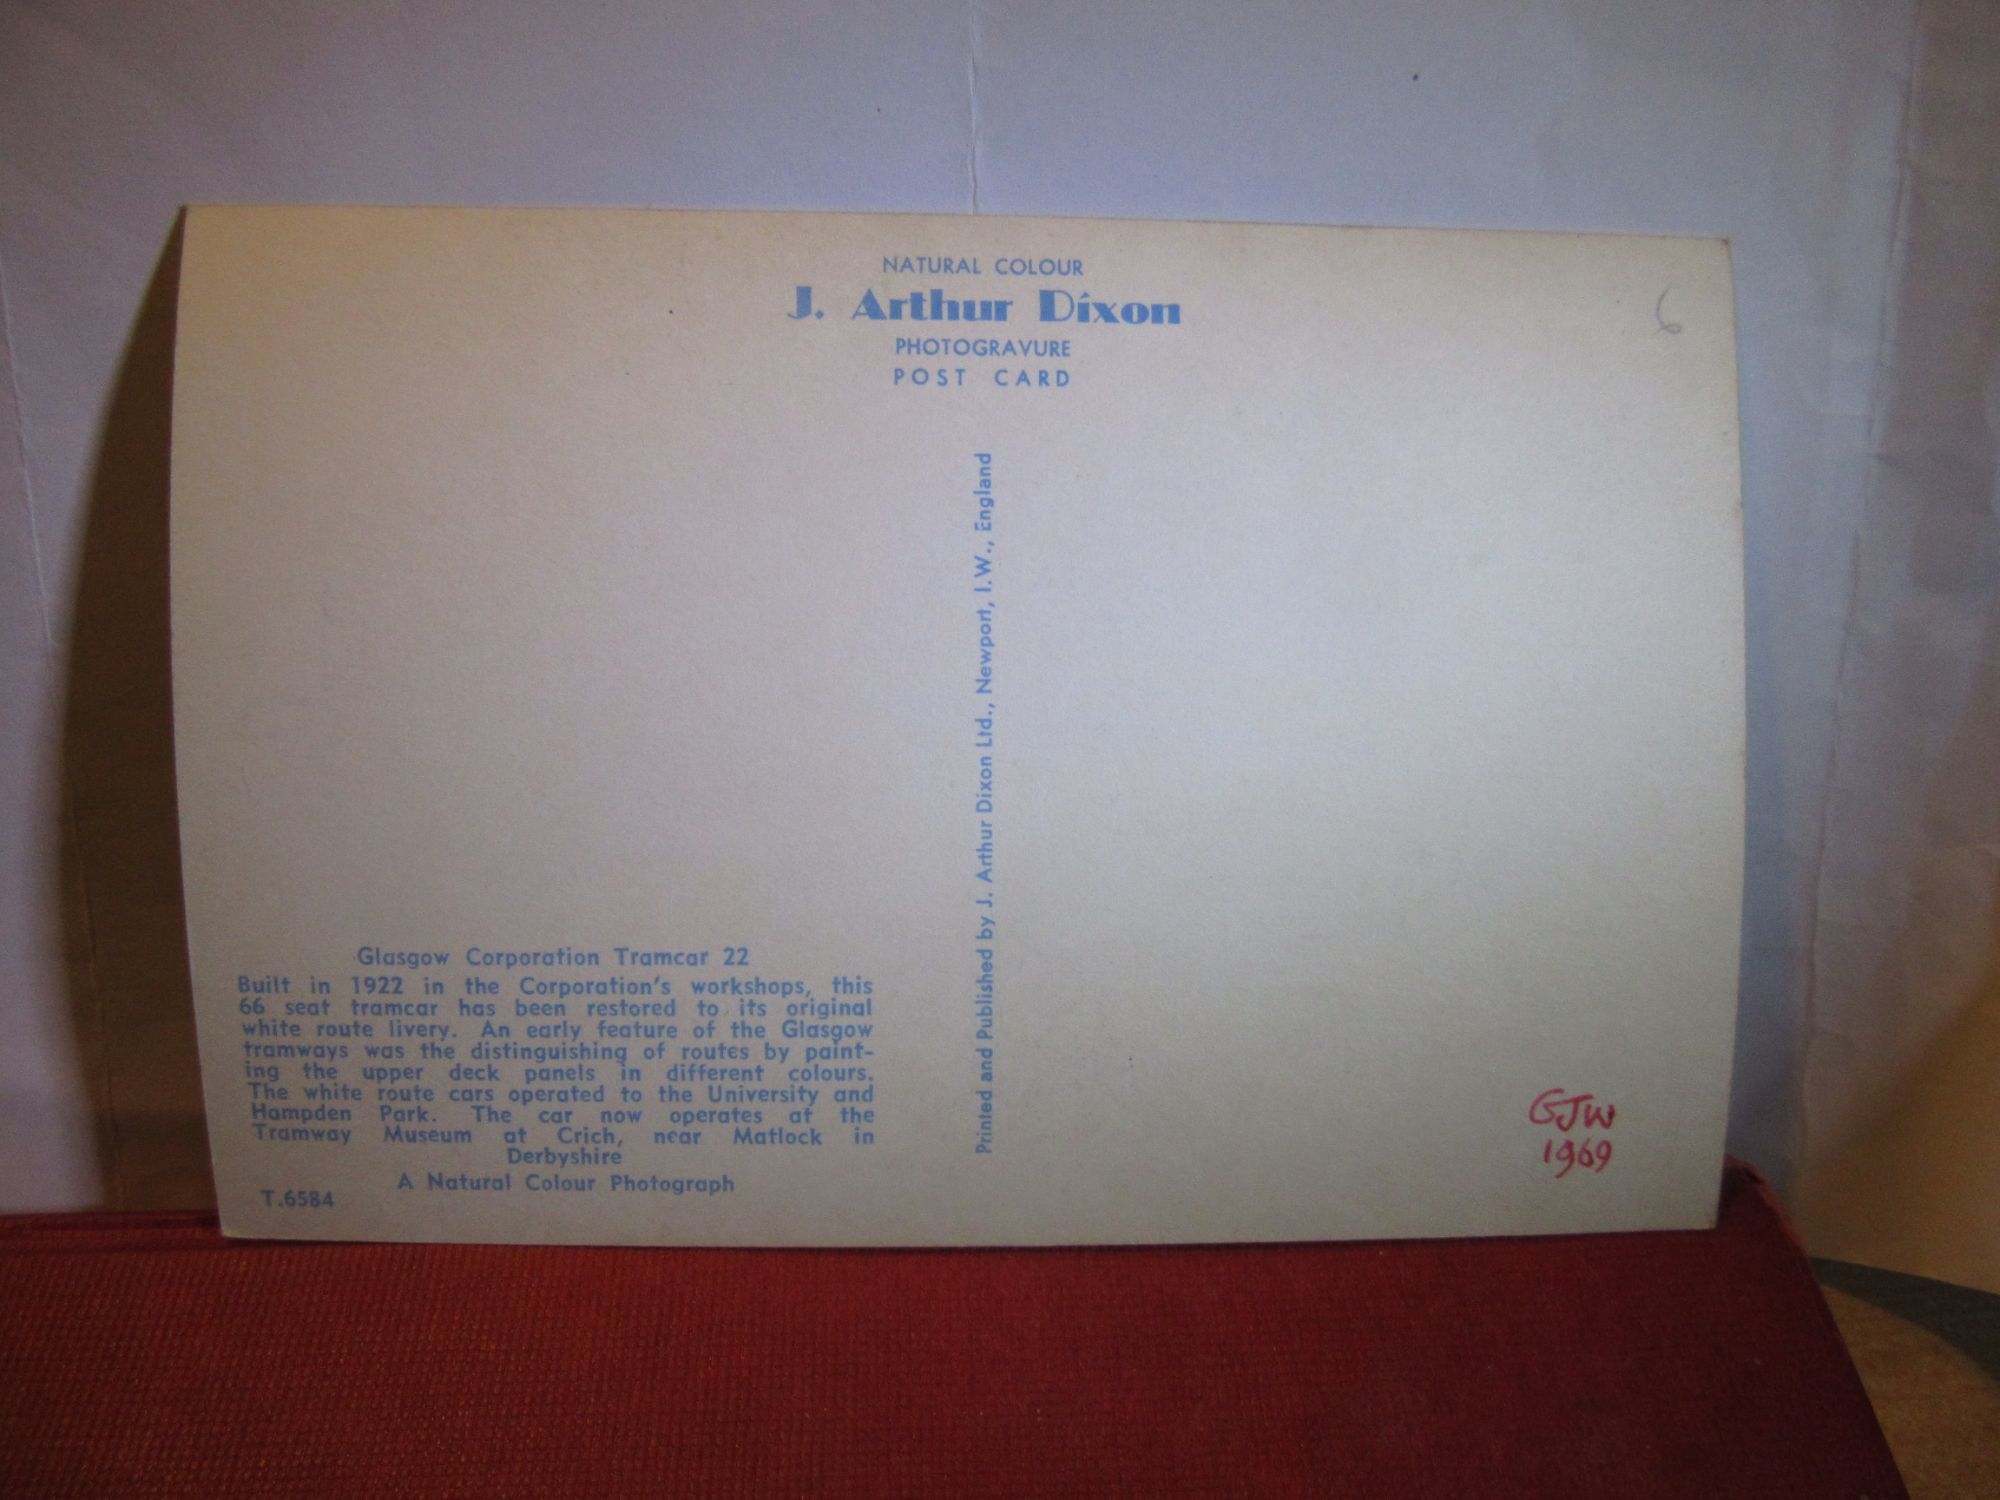 NATURAL COLOUR
J. Arthur Dixon
PHOTOGRAVURE
POST CARD
6
Printed and Published by J. Arthur Dixon Ltd., Newport, I.W., England
Glasgow Corporation Tramcar 22
Built in 1922 in the Corporation's workshops, this
66 seat tramcar has been restored to its original
white route livery. An early feature of the Glasgow
tramways was the distinguishing of routes by paint-
ing the upper deck panels in different colours.
The white route cars operated to the University and
Hampden Park. The car now operates at the
Tramway Museum at Crich, near Matlock in
Derbyshire
A Natural Colour Photograph
T.6584
GJW
1969